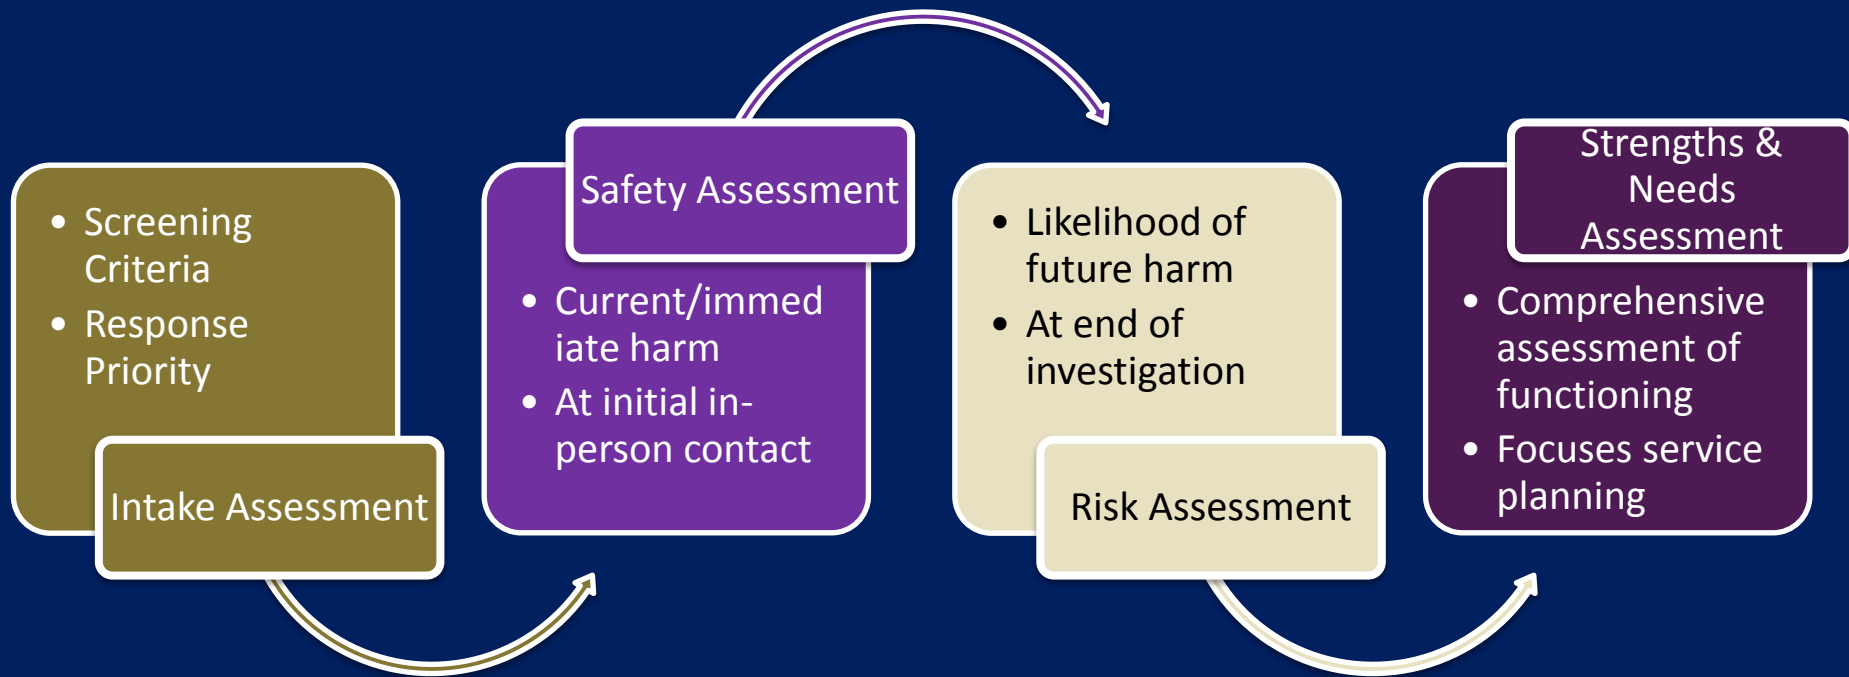 • Screening
Criteria
• Response
Priority
Intake Assessment
Safety Assessment
• Current/immed
iate harm
• At initial in-
person contact
• Likelihood of
future harm
• At end of
investigation
Risk Assessment
Strengths &
Needs
Assessment
• Comprehensive
assessment of
functioning
• Focuses service
planning